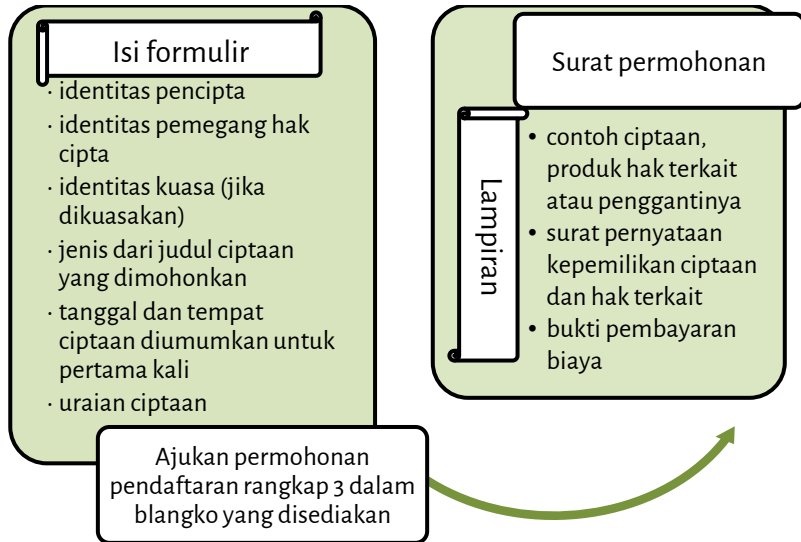 Isi formulir
· identitas pencipta
· identitas pemegang hak
cipta
· identitas kuasa (jika
dikuasakan)
· jenis dari judul ciptaan
yang dimohonkan
· tanggal dan tempat
ciptaan diumumkan untuk
pertama kali
· uraian ciptaan
Ajukan permohonan
pendaftaran rangkap 3 dalam
blangko yang disediakan
Surat permohonan
Lampiran
• contoh ciptaan,
produk hak terkait
atau penggantinya
• surat pernyataan
kepemilikan ciptaan
dan hak terkait
• bukti pembayaran
biaya